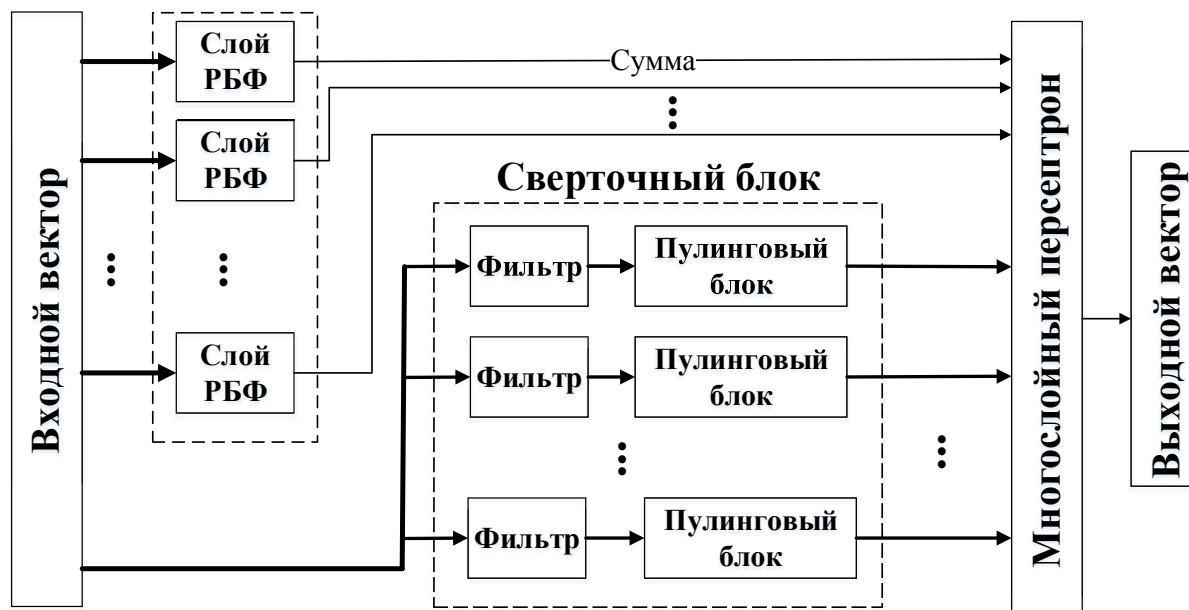 Входной вектор
Слой
РБФ
Слой
РБФ
...
...
Слой
РБФ
Сумма
...
Сверточный блок
Фильтр
Пулинговый
блок
Фильтр
Пулинговый
блок
...
...
Фильтр
Пулинговый
блок
Многослойный персептрон
Выходной вектор